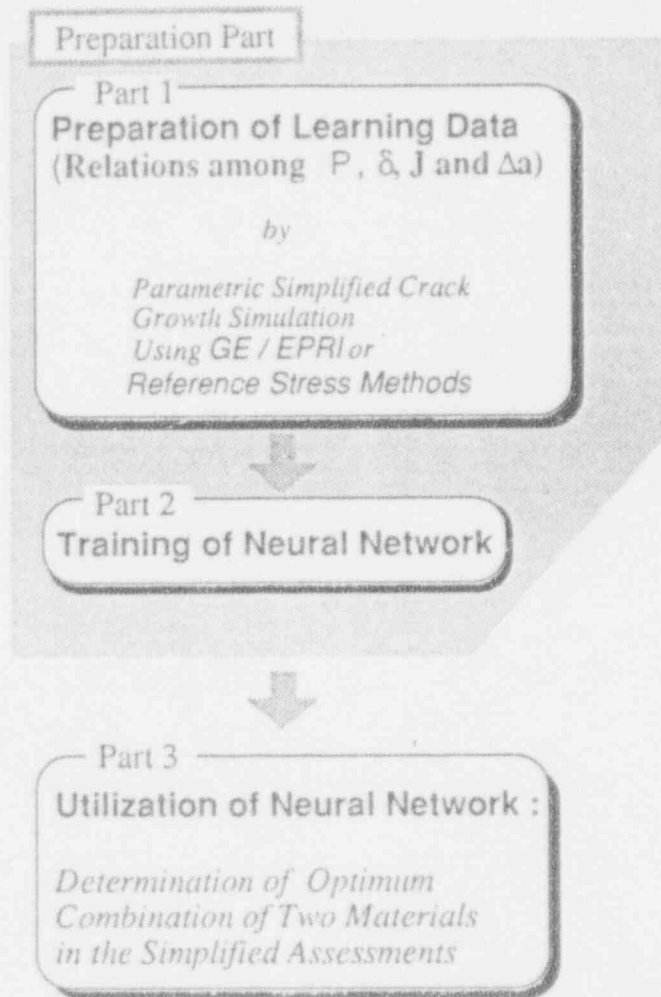 Preparation Part
Part 1
Preparation of Learning Data
(Relations among P, δ, J and Δa)
by
Parametric Simplified Crack
Growth Simulation
Using GE / EPRI or
Reference Stress Methods
Part 2
Training of Neural Network
Part 3
Utilization of Neural Network :
Determination of Optimum
Combination of Two Materials
in the Simplified Assessments